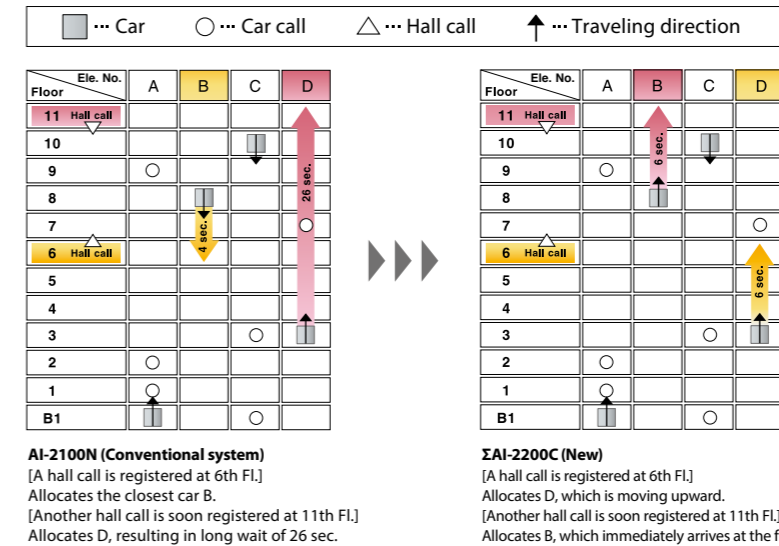 ... Car ... Car call ... Hall call ... Traveling direction
Ele. No. A B C D
Floor
11 Hall call
10
9
8
7
6 Hall call
5
4
3
2
1
B1
4 sec.
26 sec.
AI-2100N (Conventional system)
[A hall call is registered at 6th Fl.]
Allocates the closest car B.
[Another hall call is soon registered at 11th Fl.]
Allocates D, resulting in long wait of 26 sec.
Ele. No. A B C D
Floor
11 Hall call
10
9
8
7
6 Hall call
5
4
3
2
1
B1
6 sec.
6 sec.
ΣAI-2200C (New)
[A hall call is registered at 6th Fl.]
Allocates D, which is moving upward.
[Another hall call is soon registered at 11th Fl.]
Allocates B, which immediately arrives at the